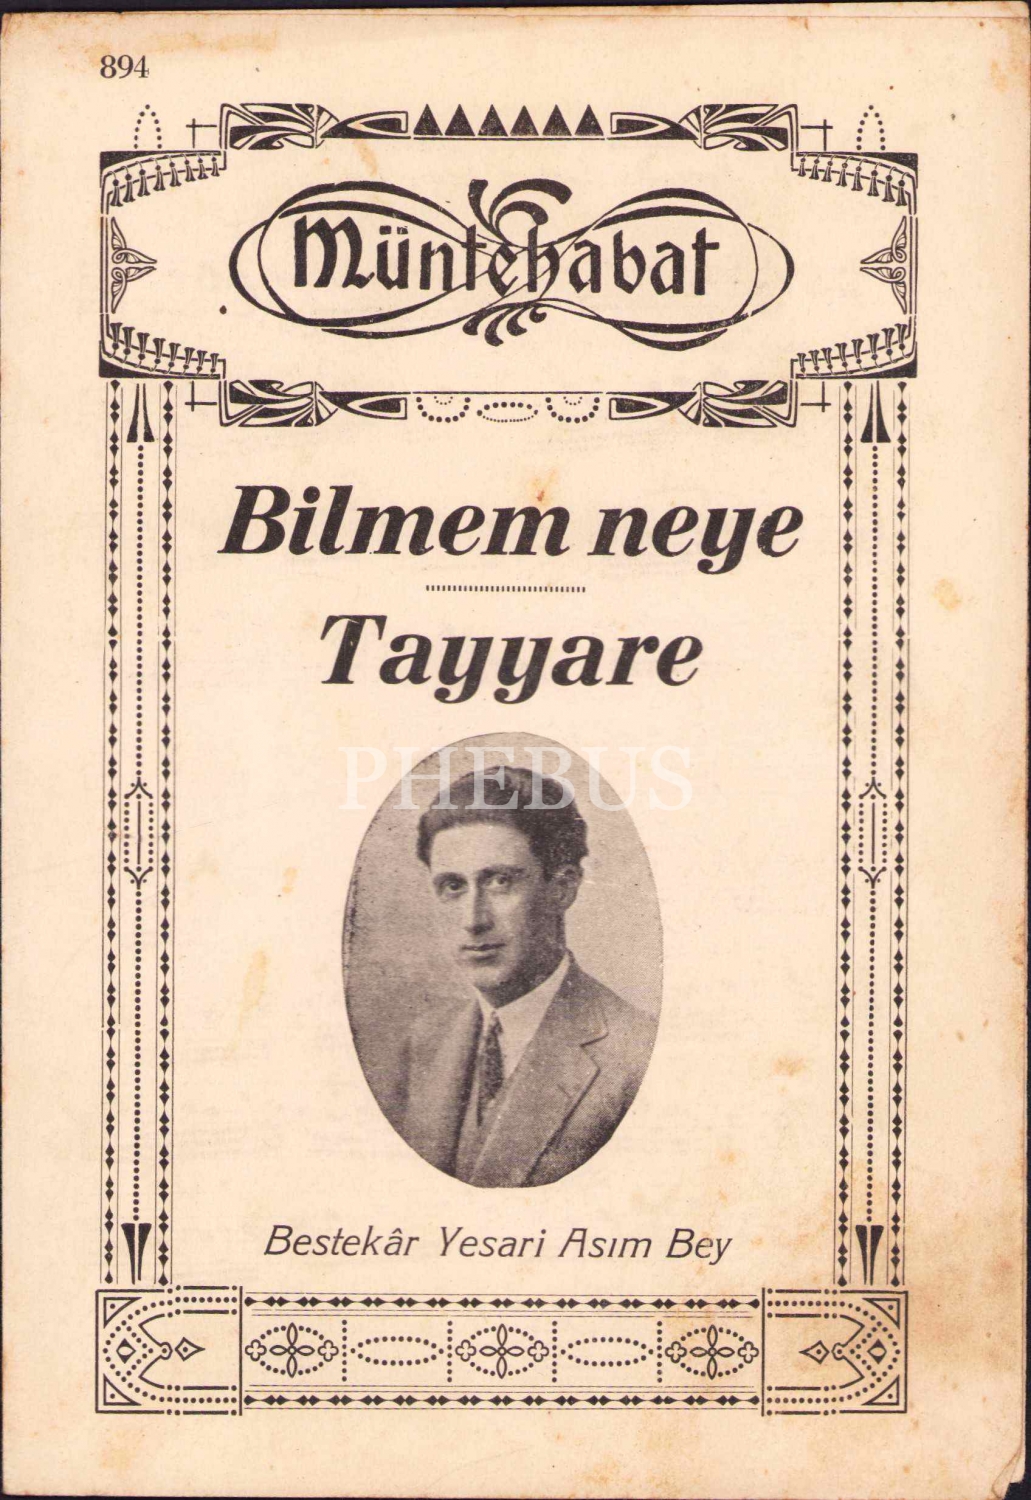 894
Müntehabat
Bilmem neye
Tayyare
PHEBUS
Bestekâr Yesari Asım Bey